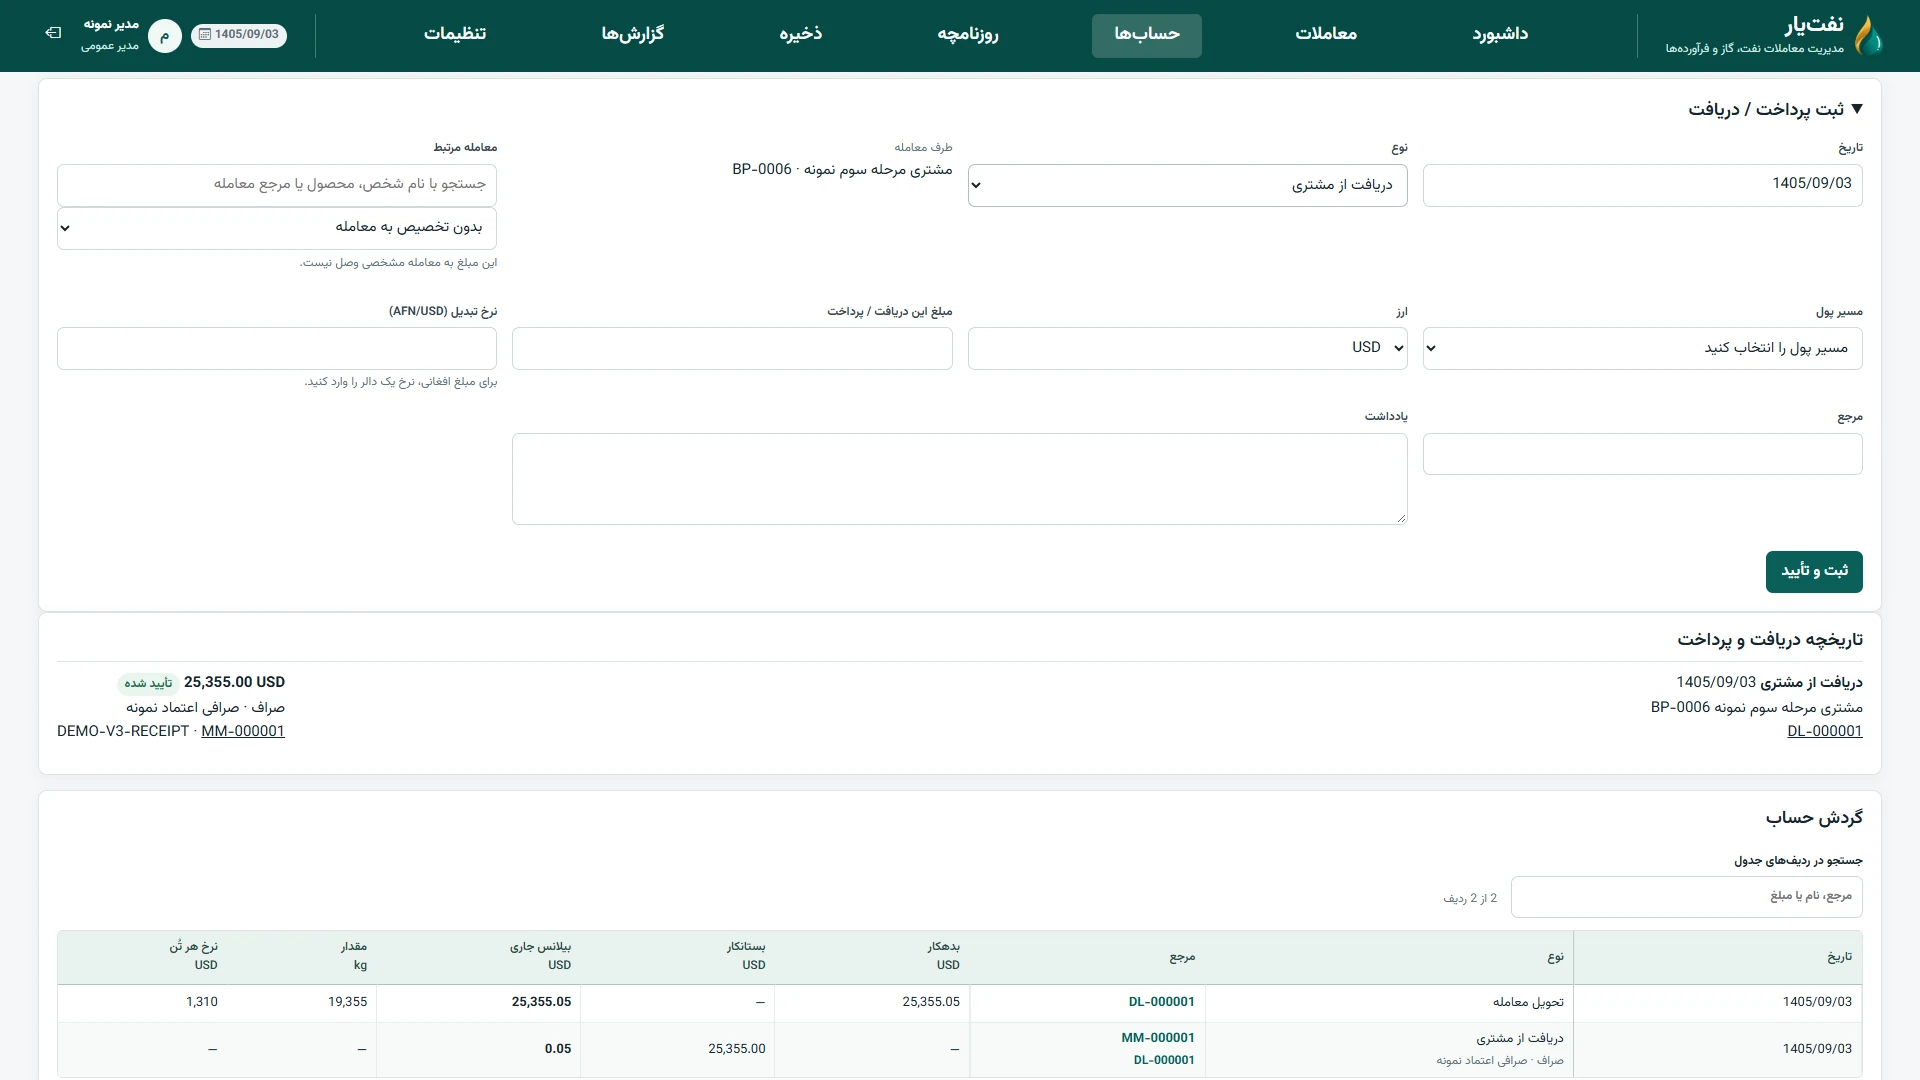 نفت‌یار
مدیریت معاملات نفت، گاز و فرآورده‌ها
داشبورد
معاملات
حساب‌ها
روزنامچه
ذخیره
گزارش‌ها
تنظیمات
1405/09/03
م
مدیر نمونه
مدیر عمومی
▼ ثبت پرداخت / دریافت
تاریخ
1405/09/03
نوع
دریافت از مشتری
طرف معامله
مشتری مرحله سوم نمونه · BP-0006
معامله مرتبط
جستجو با نام شخص، محصول یا مرجع معامله
بدون تخصیص به معامله
این مبلغ به معامله مشخصی وصل نیست.
مسیر پول
مسیر پول را انتخاب کنید
ارز
USD
مبلغ این دریافت / پرداخت
نرخ تبدیل (AFN/USD)
برای مبلغ افغانی، نرخ یک دالر را وارد کنید.
مرجع
یادداشت
ثبت و تأیید
تاریخچه دریافت و پرداخت
دریافت از مشتری 1405/09/03
مشتری مرحله سوم نمونه BP-0006
DL-000001
25,355.00 USD تأیید شده
صراف · صرافی اعتماد نمونه
MM-000001 · DEMO-V3-RECEIPT
گردش حساب
جستجو در ردیف‌های جدول
مرجع، نام یا مبلغ
2 از 2 ردیف
تاریخ
نوع
مرجع
بدهکار
USD
بستانکار
USD
بیلانس جاری
USD
مقدار
kg
نرخ هر تُن
USD
1405/09/03
تحویل معامله
DL-000001
25,355.05
—
25,355.05
19,355
1,310
1405/09/03
دریافت از مشتری
صراف · صرافی اعتماد نمونه
MM-000001
DL-000001
—
25,355.00
0.05
—
—